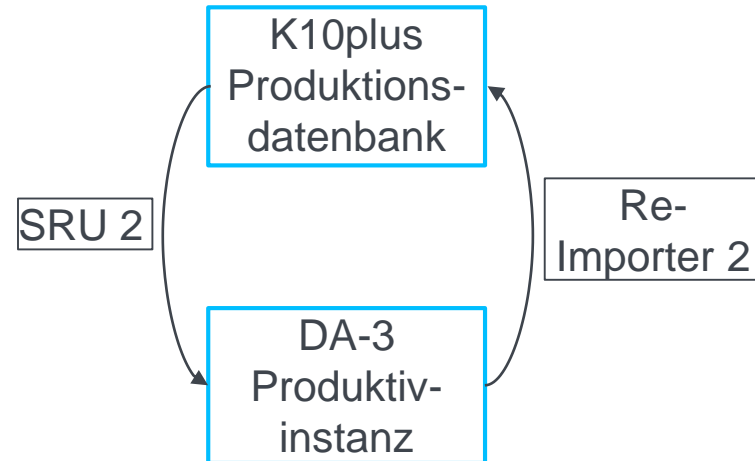 K10plus
Produktions-
datenbank
SRU 2
Re-
Importer 2
DA-3
Produktiv-
instanz